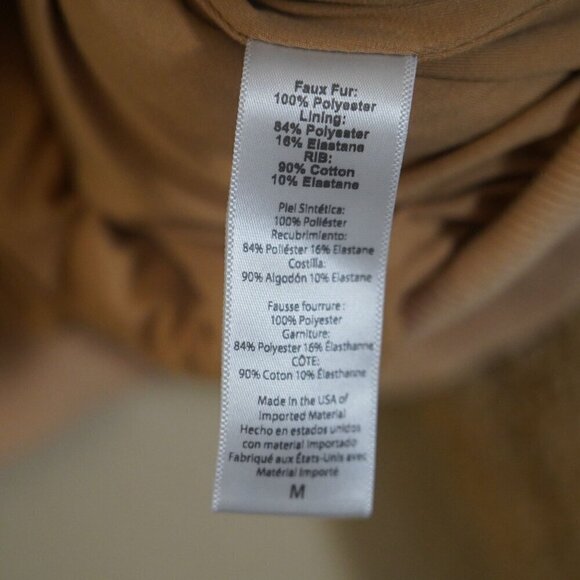 Faux Fur:
100% Polyester
Lining:
84% Polyester
16% Elastane
RIB:
90% Cotton
10% Elastane
Piel Sintética:
100% Poliéster
Recubrimiento:
84% Poliéster 16% Elastane
Costilla:
90% Algodón 10% Elastane
Fausse fourrure :
100% Polyester
Garniture:
84% Polyester 16% Élasthanne
CÔTE:
90% Coton 10% Élasthanne
Made in the USA of
Imported Material
Hecho en estados unidos
con material importado
Fabriqué aux États-Unis avec
Matérial Importé
M